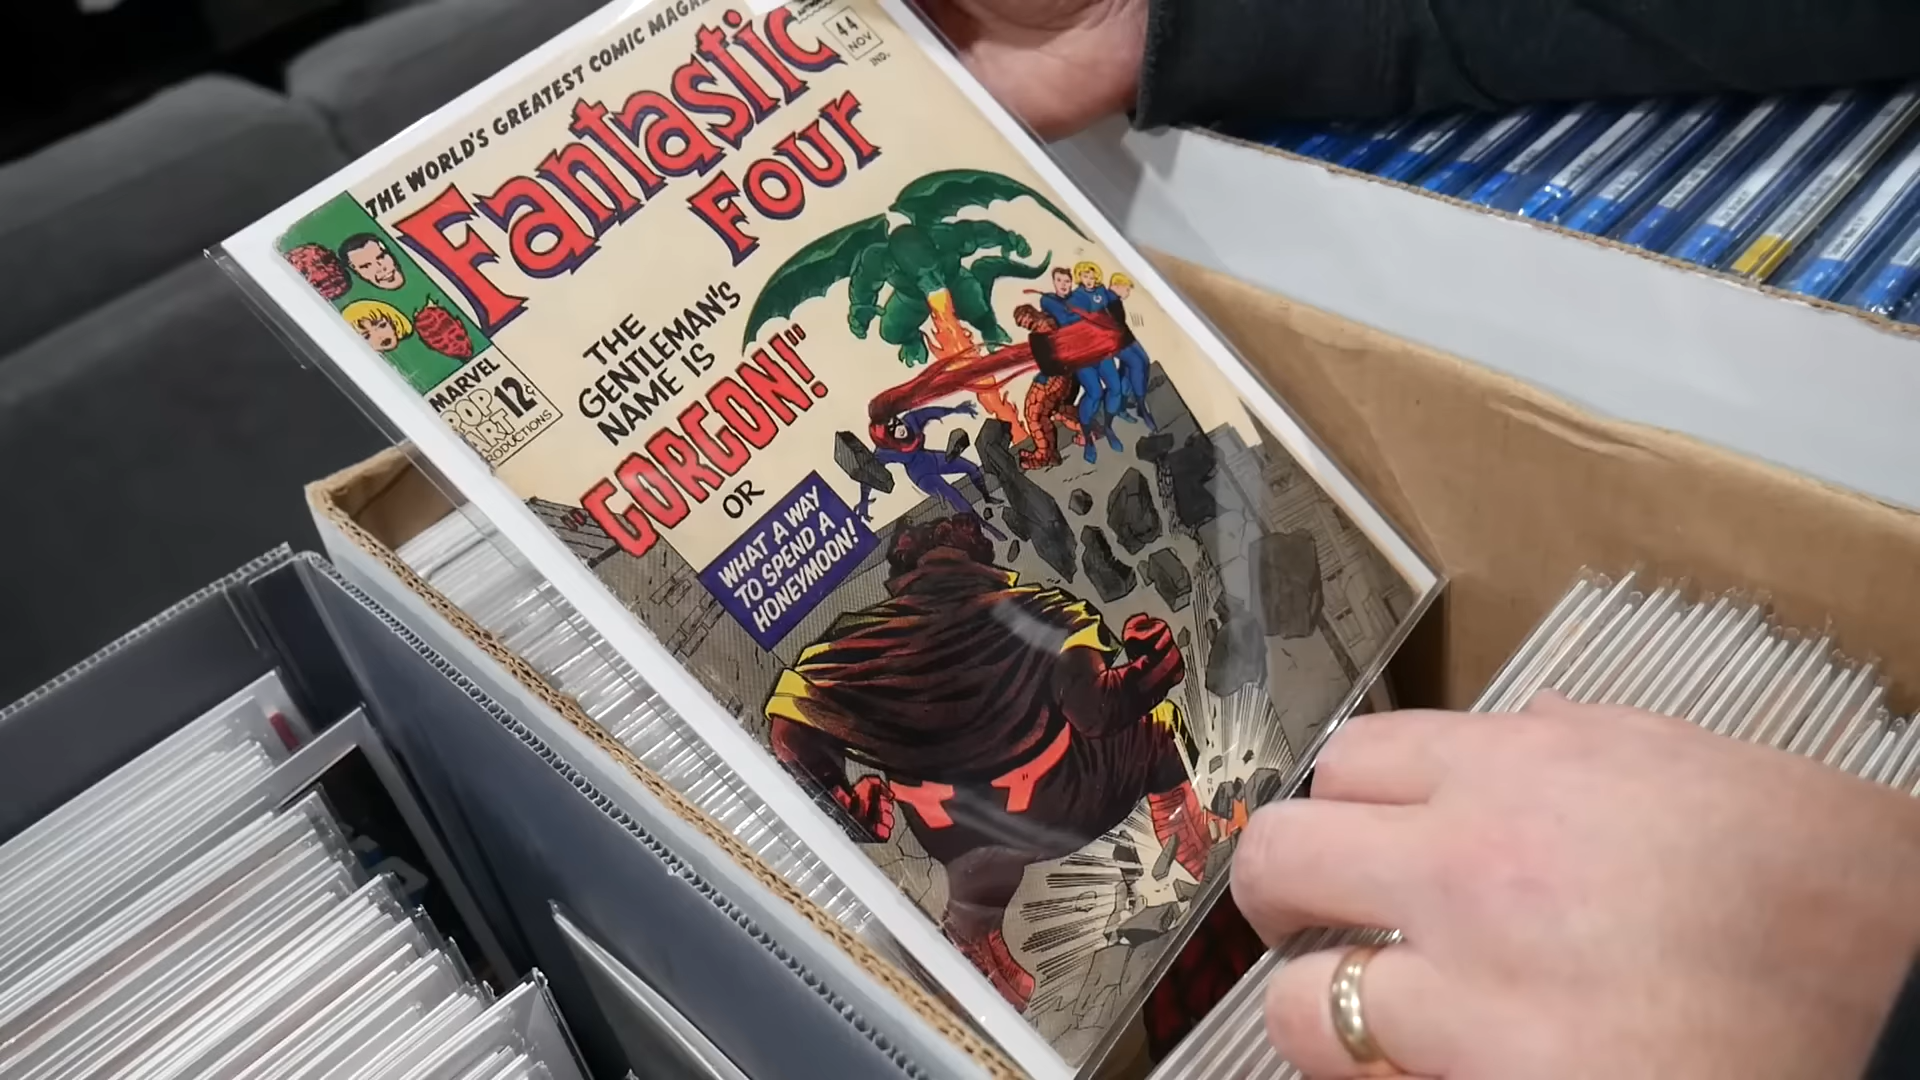 THE WORLD'S GREATEST COMIC
Fantastic
FOUR
44
NOV
IND.
MARVEL
POP
ART
PRODUCTIONS
12¢
THE
GENTLEMAN'S
NAME IS
"GORGON!"
OR
WHAT A WAY
TO SPEND A
HONEYMOON!